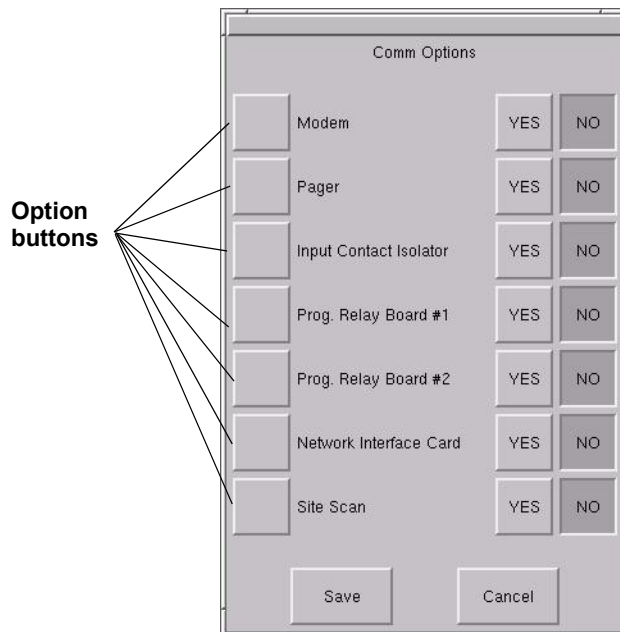 Comm Options
Option
buttons
Modem YES NO
Pager YES NO
Input Contact Isolator YES NO
Prog. Relay Board #1 YES NO
Prog. Relay Board #2 YES NO
Network Interface Card YES NO
Site Scan YES NO
Save Cancel